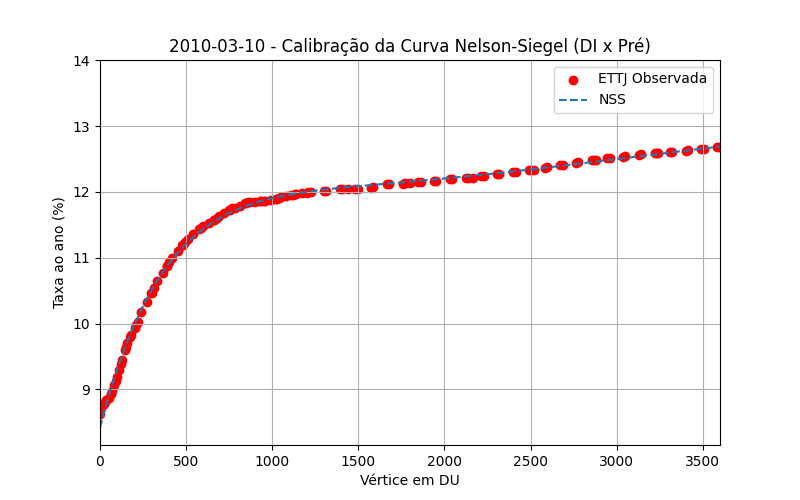 2010-03-10 - Calibração da Curva Nelson-Siegel (DI x Pré)
ETTJ Observada
NSS
Taxa ao ano (%)
14
13
12
11
10
9
0 500 1000 1500 2000 2500 3000 3500
Vértice em DU